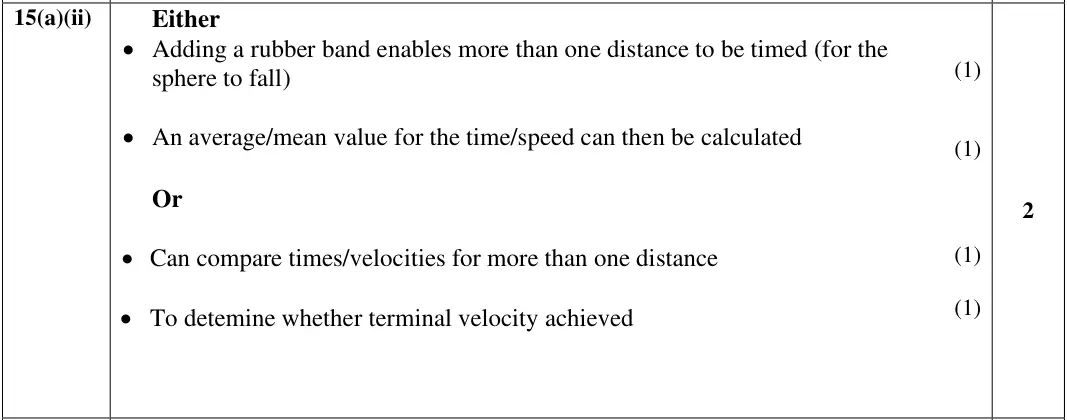 15(a)(ii)
Either
• Adding a rubber band enables more than one distance to be timed (for the
sphere to fall) (1)
• An average/mean value for the time/speed can then be calculated (1)
Or
2
• Can compare times/velocities for more than one distance (1)
• To detemine whether terminal velocity achieved (1)